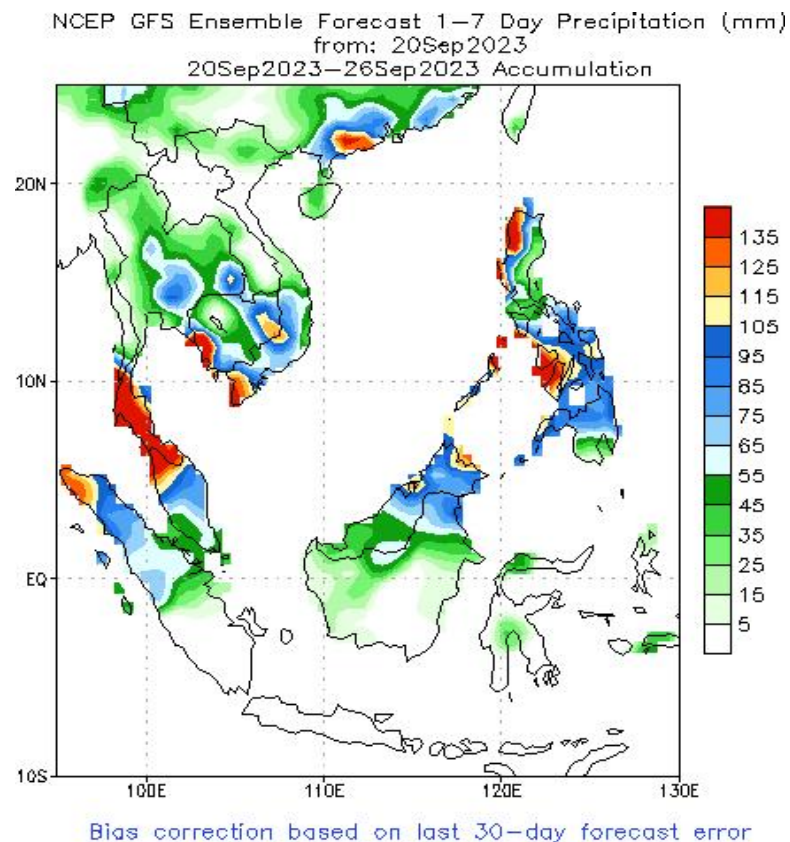 NCEP GFS Ensemble Forecast 1–7 Day Precipitation (mm)
from: 20Sep2023
20Sep2023–26Sep2023 Accumulation
20N
10N
EQ
10S
100E
110E
120E
130E
135
125
115
105
95
85
75
65
55
45
35
25
15
5
Bias correction based on last 30–day forecast error